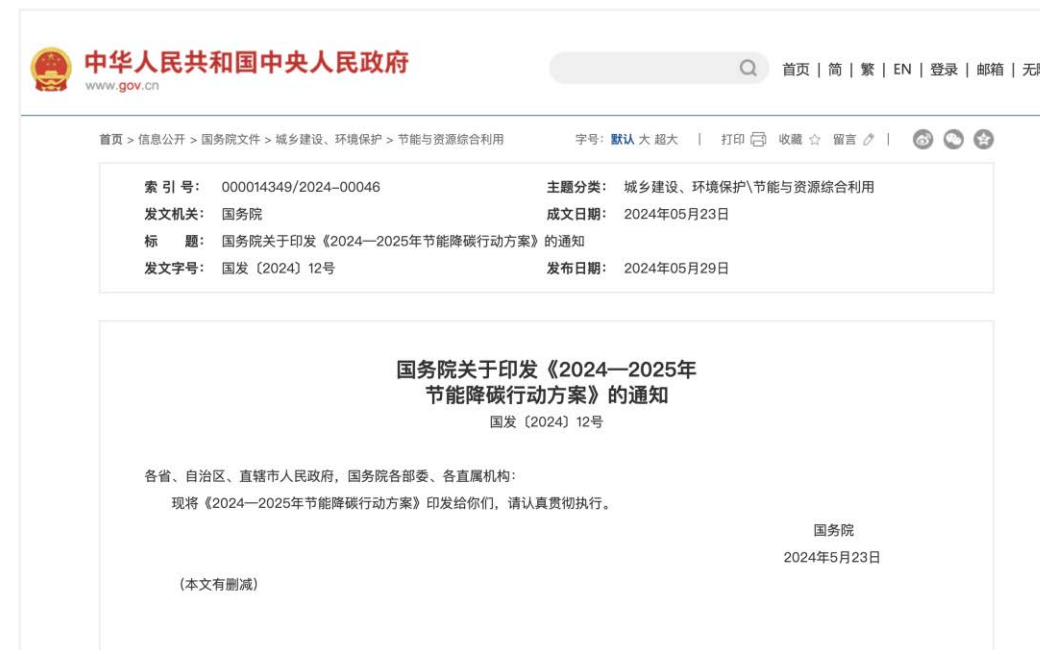 中华人民共和国中央人民政府
www.gov.cn
首页 | 简 | 繁 | EN | 登录 | 邮箱 |
首页 > 信息公开 > 国务院文件 > 城乡建设、环境保护 > 节能与资源综合利用 字号：默认 大 超大 | 打印 收藏 留言 |
索 引 号： 000014349/2024-00046 主题分类： 城乡建设、环境保护\节能与资源综合利用
发文机关： 国务院 成文日期： 2024年05月23日
标 题： 国务院关于印发《2024—2025年节能降碳行动方案》的通知
发文字号： 国发〔2024〕12号 发布日期： 2024年05月29日
国务院关于印发《2024—2025年
节能降碳行动方案》的通知
国发〔2024〕12号
各省、自治区、直辖市人民政府，国务院各部委、各直属机构：
现将《2024—2025年节能降碳行动方案》印发给你们，请认真贯彻执行。
国务院
2024年5月23日
（本文有删减）